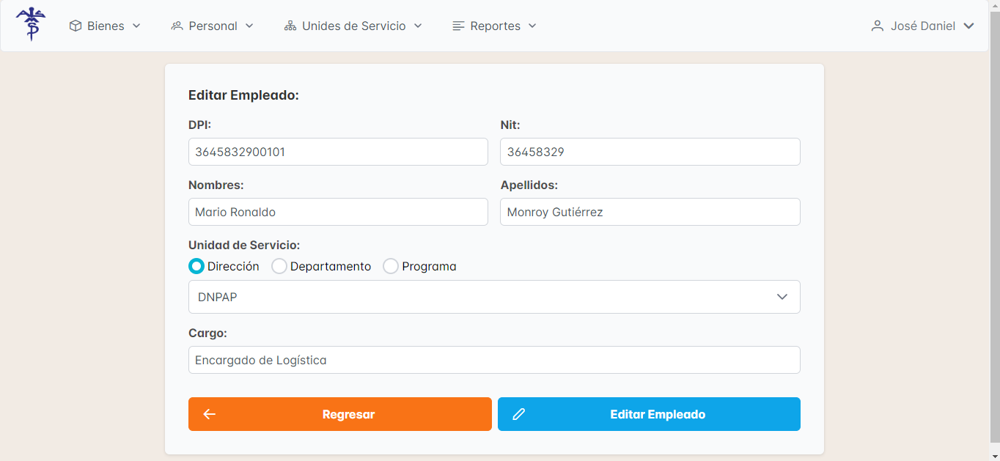 Bienes Personal Unides de Servicio Reportes José Daniel
Editar Empleado:
DPI: Nit:
3645832900101 36458329
Nombres: Apellidos:
Mario Ronaldo Monroy Gutiérrez
Unidad de Servicio:
Dirección Departamento Programa
DNPAP
Cargo:
Encargado de Logística
Regresar Editar Empleado